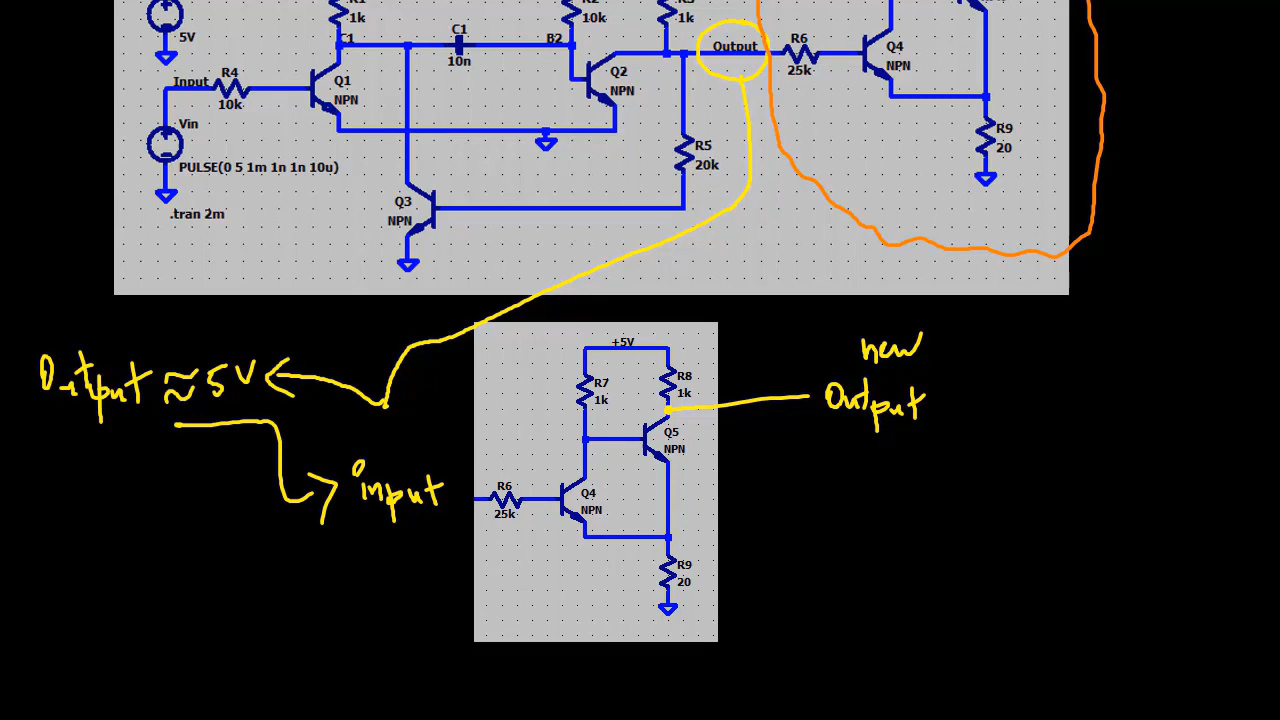 R1
1k
R2
10k
R3
1k
5V
C1
C1
10n
B2
Output
R6
25k
Q4
NPN
Input
R4
10k
Q1
NPN
Q2
NPN
Vin
R9
20
PULSE(0 5 1m 1n 1n 10u)
R5
20k
.tran 2m
Q3
NPN
+5V
R7
1k
R8
1k
Q5
NPN
R6
25k
Q4
NPN
R9
20
Output ≈ 5V
input
new
Output